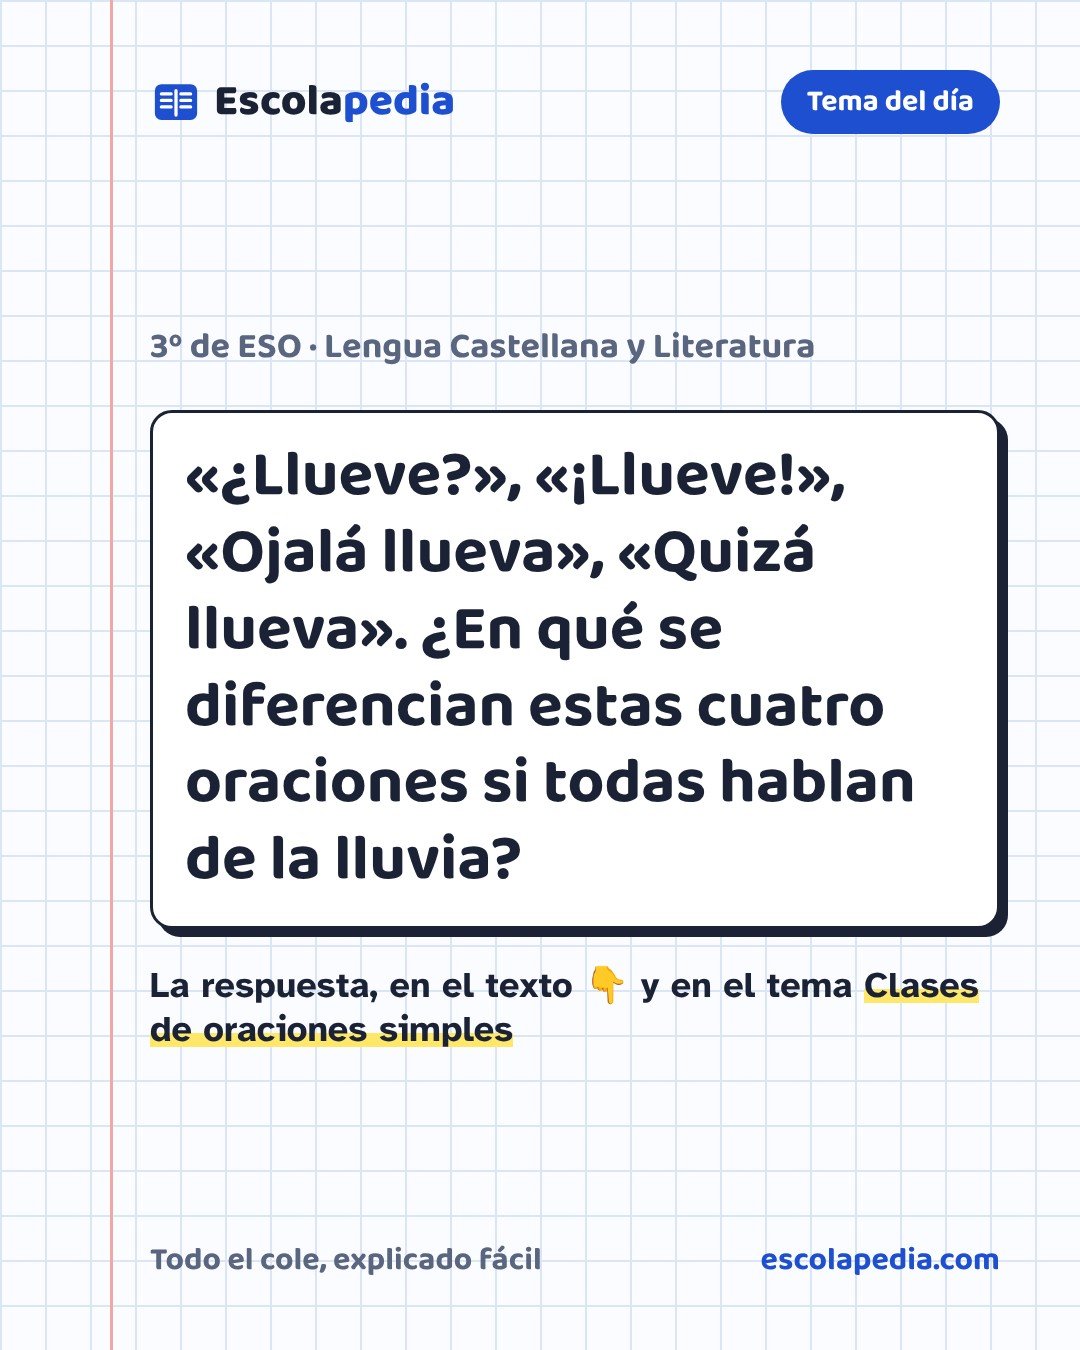 Escolapedia
Tema del día
3º de ESO · Lengua Castellana y Literatura
«¿Llueve?», «¡Llueve!»,
«Ojalá llueva», «Quizá
llueva». ¿En qué se
diferencian estas cuatro
oraciones si todas hablan
de la lluvia?
La respuesta, en el texto 👇 y en el tema Clases
de oraciones simples
Todo el cole, explicado fácil
escolapedia.com